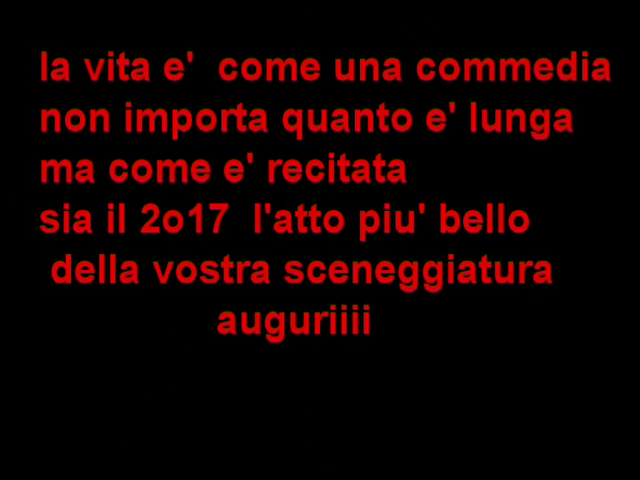 la vita e'  come una commedia
non importa quanto e' lunga
ma come e' recitata
sia il 2o17  l'atto piu' bello
della vostra sceneggiatura
auguriiii